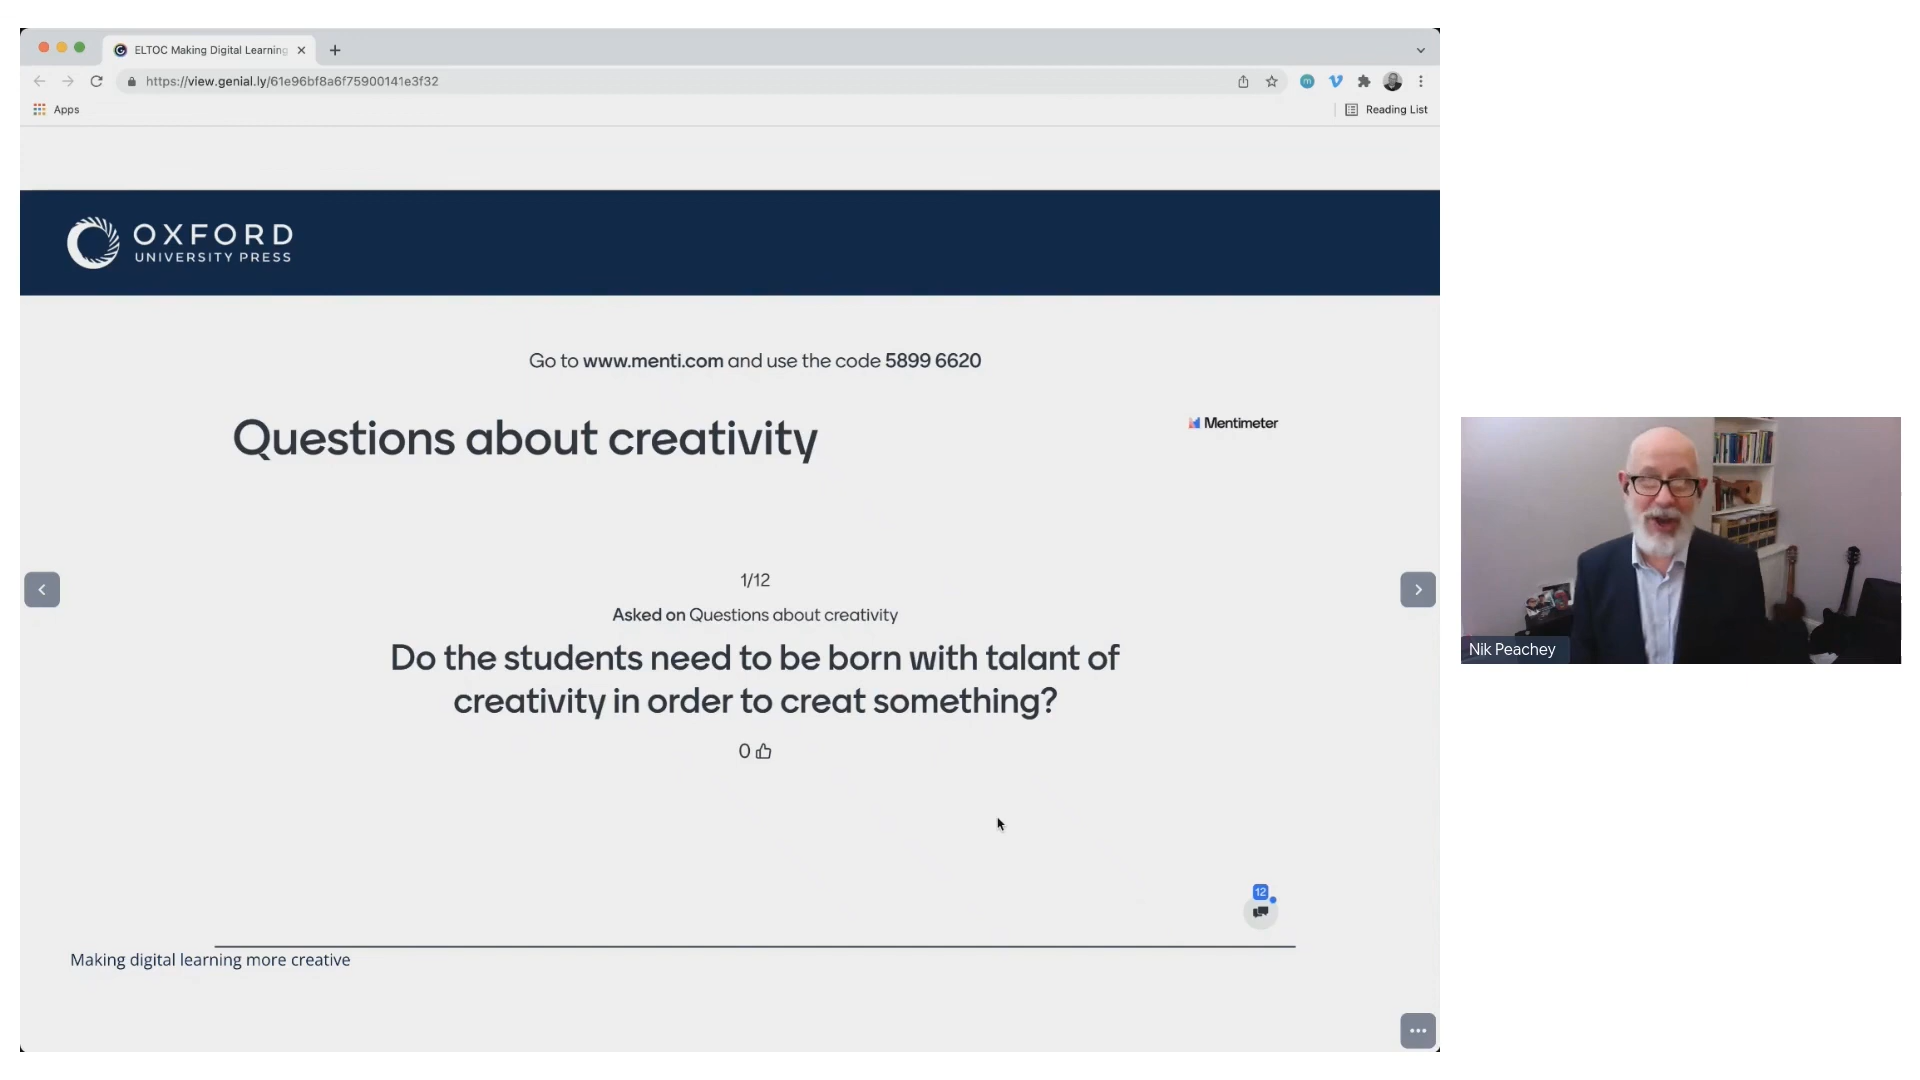 ELTOC Making Digital Learning
https://view.genial.ly/61e96bf8a6f75900141e3f32
Apps
Reading List
OXFORD
UNIVERSITY PRESS
Go to www.menti.com and use the code 5899 6620
Questions about creativity
Mentimeter
1/12
Asked on Questions about creativity
Do the students need to be born with talant of
creativity in order to creat something?
0
12
Making digital learning more creative
Nik Peachey